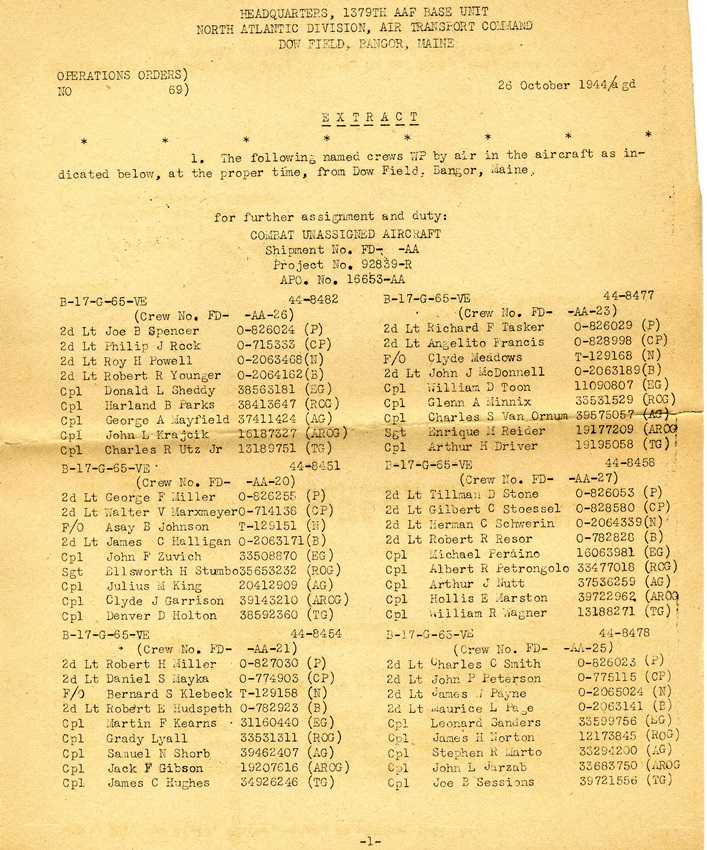 HEADQUARTERS, 1379TH AAF BASE UNIT
NORTH ATLANTIC DIVISION, AIR TRANSPORT COMMAND
DOW FIELD, BANGOR, MAINE
OPERATIONS ORDERS)
NO 69)
26 October 1944/agd
E X T R A C T
* * * * * * * *
1. The following named crews WP by air in the aircraft as in-
dicated below, at the proper time, from Dow Field, Bangor, Maine,
for further assignment and duty:
COMBAT UNASSIGNED AIRCRAFT
Shipment No. FD- -AA
Project No. 92839-R
APO. No. 16653-AA
B-17-G-65-VE 44-8482
(Crew No. FD- -AA-26)
2d Lt Joe B Spencer 0-826024 (P)
2d Lt Philip J Rock 0-715333 (CP)
2d Lt Roy H Powell 0-2063468(N)
2d Lt Robert R Younger 0-2064162(B)
Cpl Donald L Sheddy 38563181 (EG)
Cpl Harland B Parks 38413647 (ROG)
Cpl George A Mayfield 37411424 (AG)
Cpl John L Krajcik 16187327 (AROG)
Cpl Charles R Utz Jr 13189751 (TG)
B-17-G-65-VE 44-8451
(Crew No. FD- -AA-20)
2d Lt George F Miller 0-826255 (P)
2d Lt Walter V Marxmeyer0-714138 (CP)
F/O Asay B Johnson T-129151 (N)
2d Lt James C Halligan 0-2063171(B)
Cpl John F Zuvich 33508870 (EG)
Sgt Ellsworth H Stumbo35653232 (ROG)
Cpl Julius M King 20412909 (AG)
Cpl Clyde J Garrison 39143210 (AROG)
Cpl Denver D Holton 38592360 (TG)
B-17-G-65-VE 44-8454
(Crew No. FD- -AA-21)
2d Lt Robert H Miller 0-827030 (P)
2d Lt Daniel S Mayka 0-774903 (CP)
F/O Bernard S Klebeck T-129158 (N)
2d Lt Robert E Hudspeth 0-782923 (B)
Cpl Martin F Kearns 31160440 (EG)
Cpl Grady Lyall 33531311 (ROG)
Cpl Samuel N Shorb 39462407 (AG)
Cpl Jack F Gibson 19207616 (AROG)
Cpl James C Hughes 34926246 (TG)
B-17-G-65-VE 44-8477
(Crew No. FD- -AA-23)
2d Lt Richard F Tasker 0-826029 (P)
2d Lt Angelito Francis 0-828998 (CP)
F/O Clyde Meadows T-129168 (N)
2d Lt John J McDonnell 0-2063189(B)
Cpl William D Toon 11090807 (EG)
Cpl Glenn A Minnix 33531529 (ROG)
Cpl Charles S Van Ornum 39575057 (AG)
Sgt Enrique M Reider 19177209 (AROG
Cpl Arthur H Driver 19195058 (TG)
B-17-G-65-VE 44-8458
(Crew No. FD- -AA-27)
2d Lt Tillman D Stone 0-826053 (P)
2d Lt Gilbert C Stoessel 0-828580 (CP)
2d Lt Herman C Schwerin 0-2064339(N)
2d Lt Robert R Resor 0-782828 (B)
Cpl Michael Peraino 16063981 (EG)
Cpl Albert R Petrongolo 33477018 (ROG)
Cpl Arthur J Nutt 37536259 (AG)
Cpl Hollis E Marston 39722962 (AROG
Cpl William R Wagner 13188271 (TG)
B-17-G-65-VE 44-8478
(Crew No. FD- -AA-25)
2d Lt Charles C Smith 0-826023 (P)
2d Lt John P Peterson 0-775115 (CP)
2d Lt James W Payne 0-2065024 (N)
2d Lt Maurice L Page 0-2063141 (B)
Cpl Leonard Sanders 33599756 (EG)
Cpl James H Norton 12173845 (ROG)
Cpl Stephen R Marto 33294200 (AG)
Cpl John L Jarzab 33683750 (AROG
Cpl Joe B Sessions 39721556 (TG)
-1-